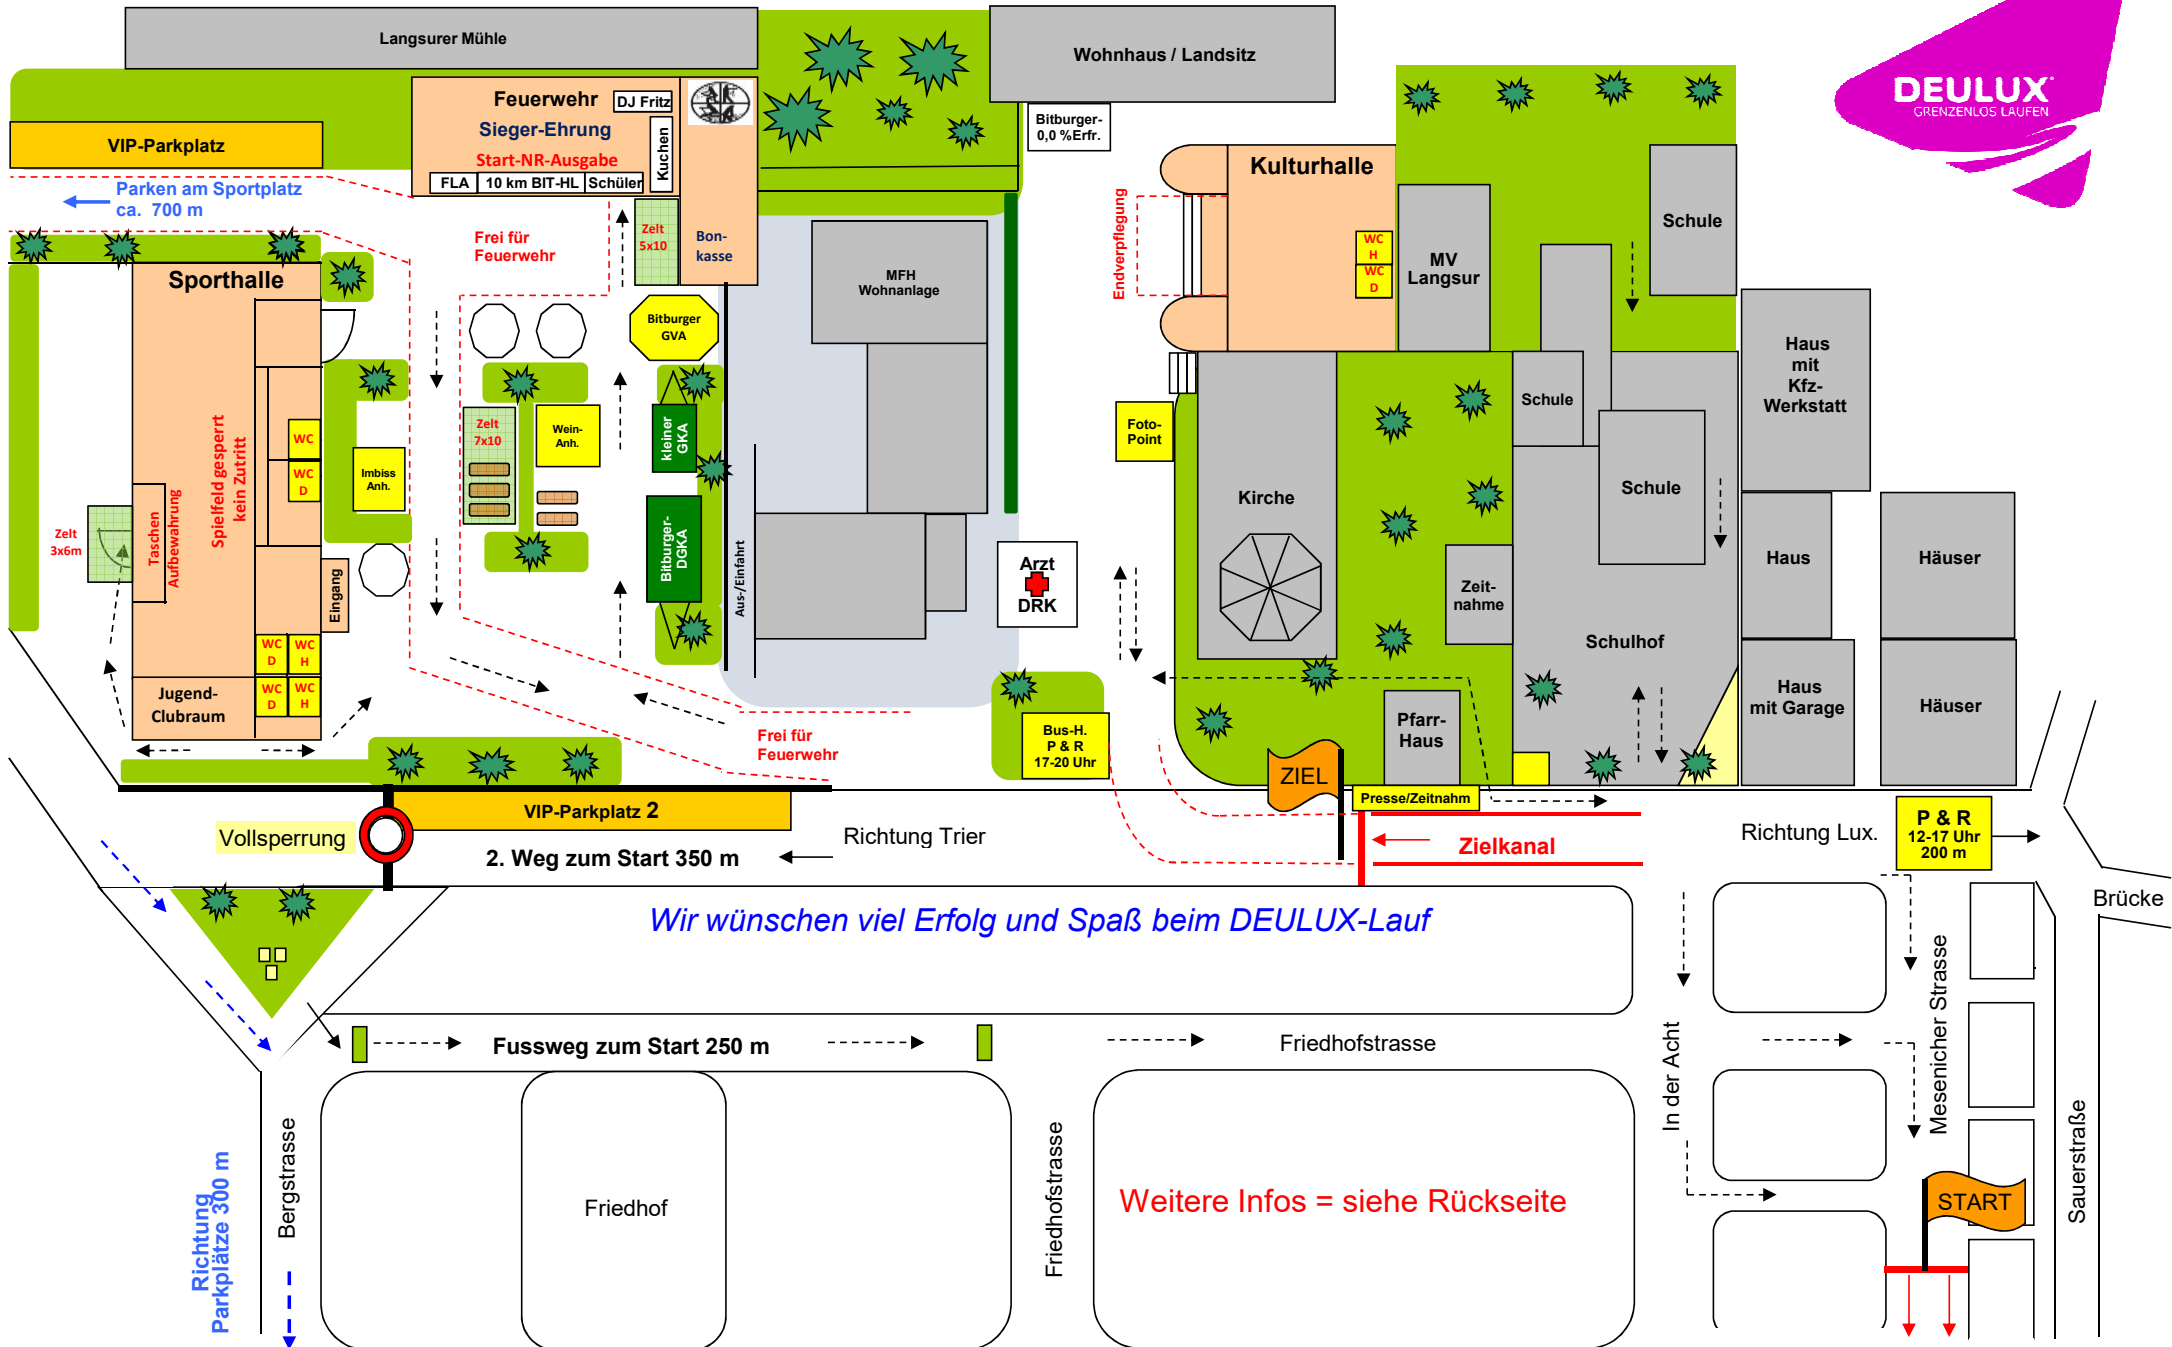 Langsurer Mühle
Wohnhaus / Landsitz
DEULUX
GRENZENLOS LAUFEN
VIP-Parkplatz
Feuerwehr
DJ Fritz
Sieger-Ehrung
Start-NR-Ausgabe
Kuchen
FLA
10 km BIT-HL
Schüler
Bitburger-
0,0 %Erfr.
Kulturhalle
Parken am Sportplatz
ca. 700 m
Frei für
Feuerwehr
Zelt
5x10
Bon-
kasse
Endverpflegung
WC
H
WC
D
MV
Langsur
Schule
Sporthalle
MFH
Wohnanlage
Bitburger
GVA
Haus
mit
Kfz-
Werkstatt
Spielfeld gesperrt
kein Zutritt
WC
WC
D
Imbiss
Anh.
Zelt
7x10
Wein-
Anh.
kleiner
GKA
Foto-
Point
Schule
Kirche
Schule
Zelt
3x6m
Taschen
Aufbewahrung
Eingang
Bitburger-
DGKA
Aus-/Einfahrt
Arzt
DRK
Zeit-
nahme
Schulhof
Haus
Häuser
WC
D
WC
H
WC
D
WC
H
Jugend-
Clubraum
Frei für
Feuerwehr
Bus-H.
P & R
17-20 Uhr
Pfarr-
Haus
Haus
mit Garage
Häuser
ZIEL
Presse/Zeitnahm
VIP-Parkplatz 2
Vollsperrung
2. Weg zum Start 350 m
Richtung Trier
Zielkanal
Richtung Lux.
P & R
12-17 Uhr
200 m
Brücke
Wir wünschen viel Erfolg und Spaß beim DEULUX-Lauf
Fussweg zum Start 250 m
Friedhofstrasse
In der Acht
Mesenicher Strasse
Sauerstraße
Richtung
Parkplätze 300 m
Bergstrasse
Friedhof
Friedhofstrasse
Weitere Infos = siehe Rückseite
START